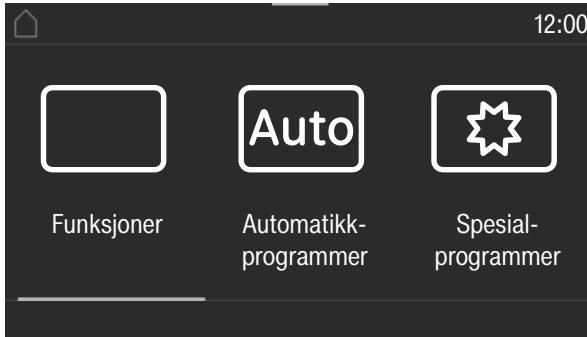 12:00
Auto
Funksjoner
Automatikk-
programmer
Spesial-
programmer